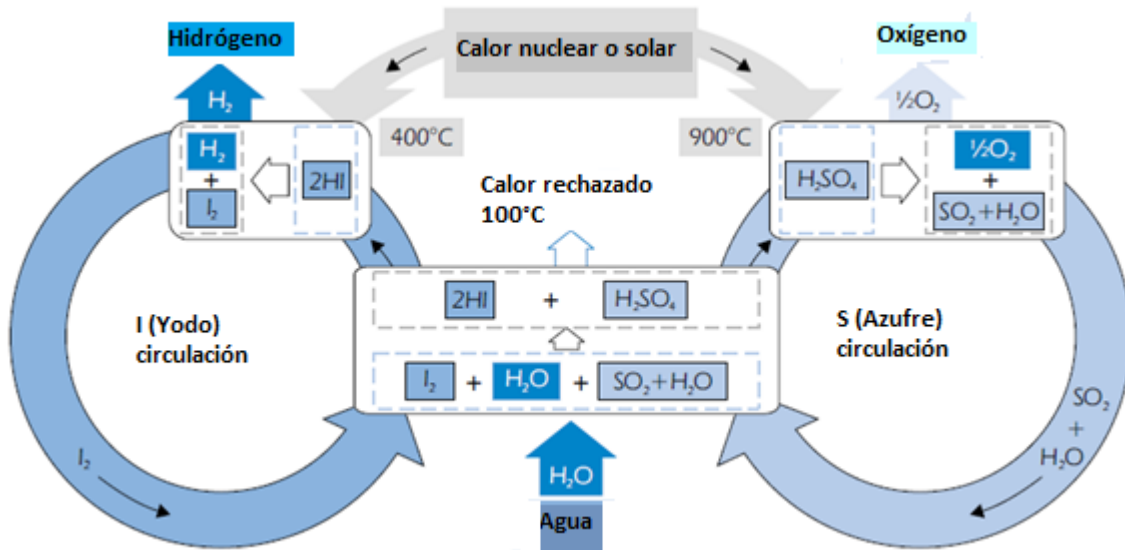 Hidrógeno
Calor nuclear o solar
Oxígeno
H₂
½O₂
400°C
900°C
H₂
+
I₂
2HI
H₂SO₄
½O₂
+
SO₂+H₂O
Calor rechazado
100°C
2HI + H₂SO₄
I₂ + H₂O + SO₂+H₂O
I (Yodo)
circulación
S (Azufre)
circulación
I₂
SO₂
+
H₂O
H₂O
Agua